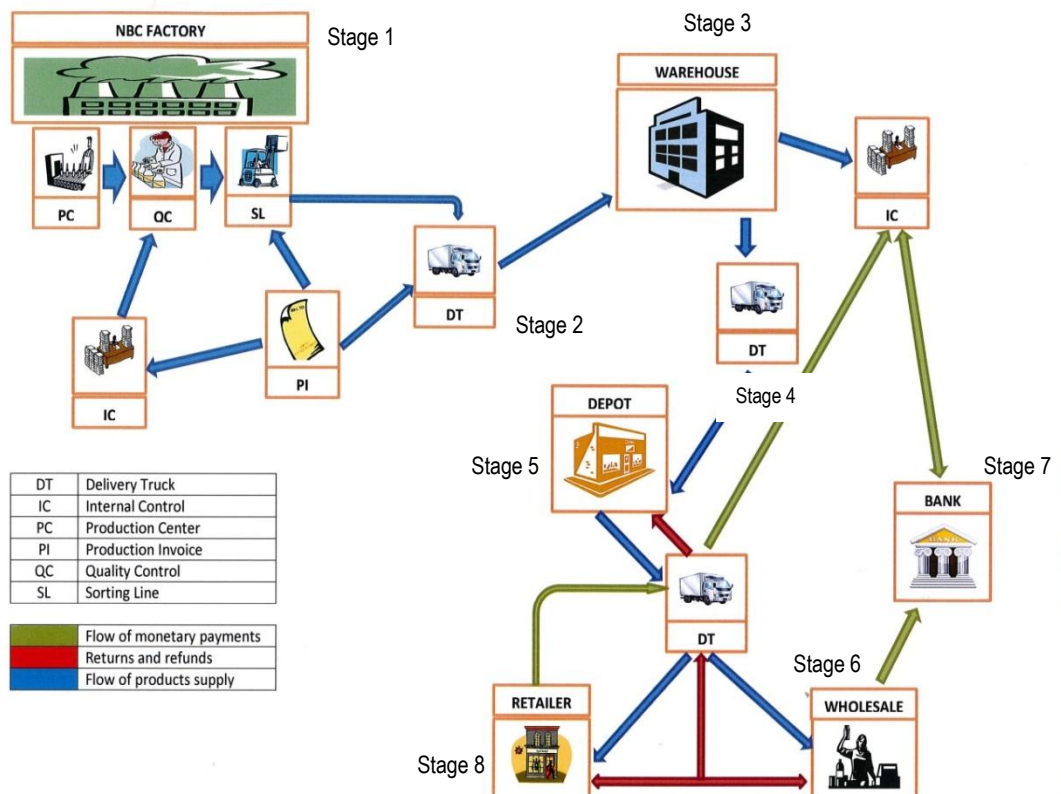 NBC FACTORY
Stage 1
PC
QC
SL
IC
PI
DT
Stage 2
Stage 3
WAREHOUSE
IC
DT
Stage 4
DEPOT
Stage 5
DT
Stage 7
BANK
BANK
Stage 6
RETAILER
WHOLESALE
Stage 8
DT Delivery Truck
IC Internal Control
PC Production Center
PI Production Invoice
QC Quality Control
SL Sorting Line
Flow of monetary payments
Returns and refunds
Flow of products supply